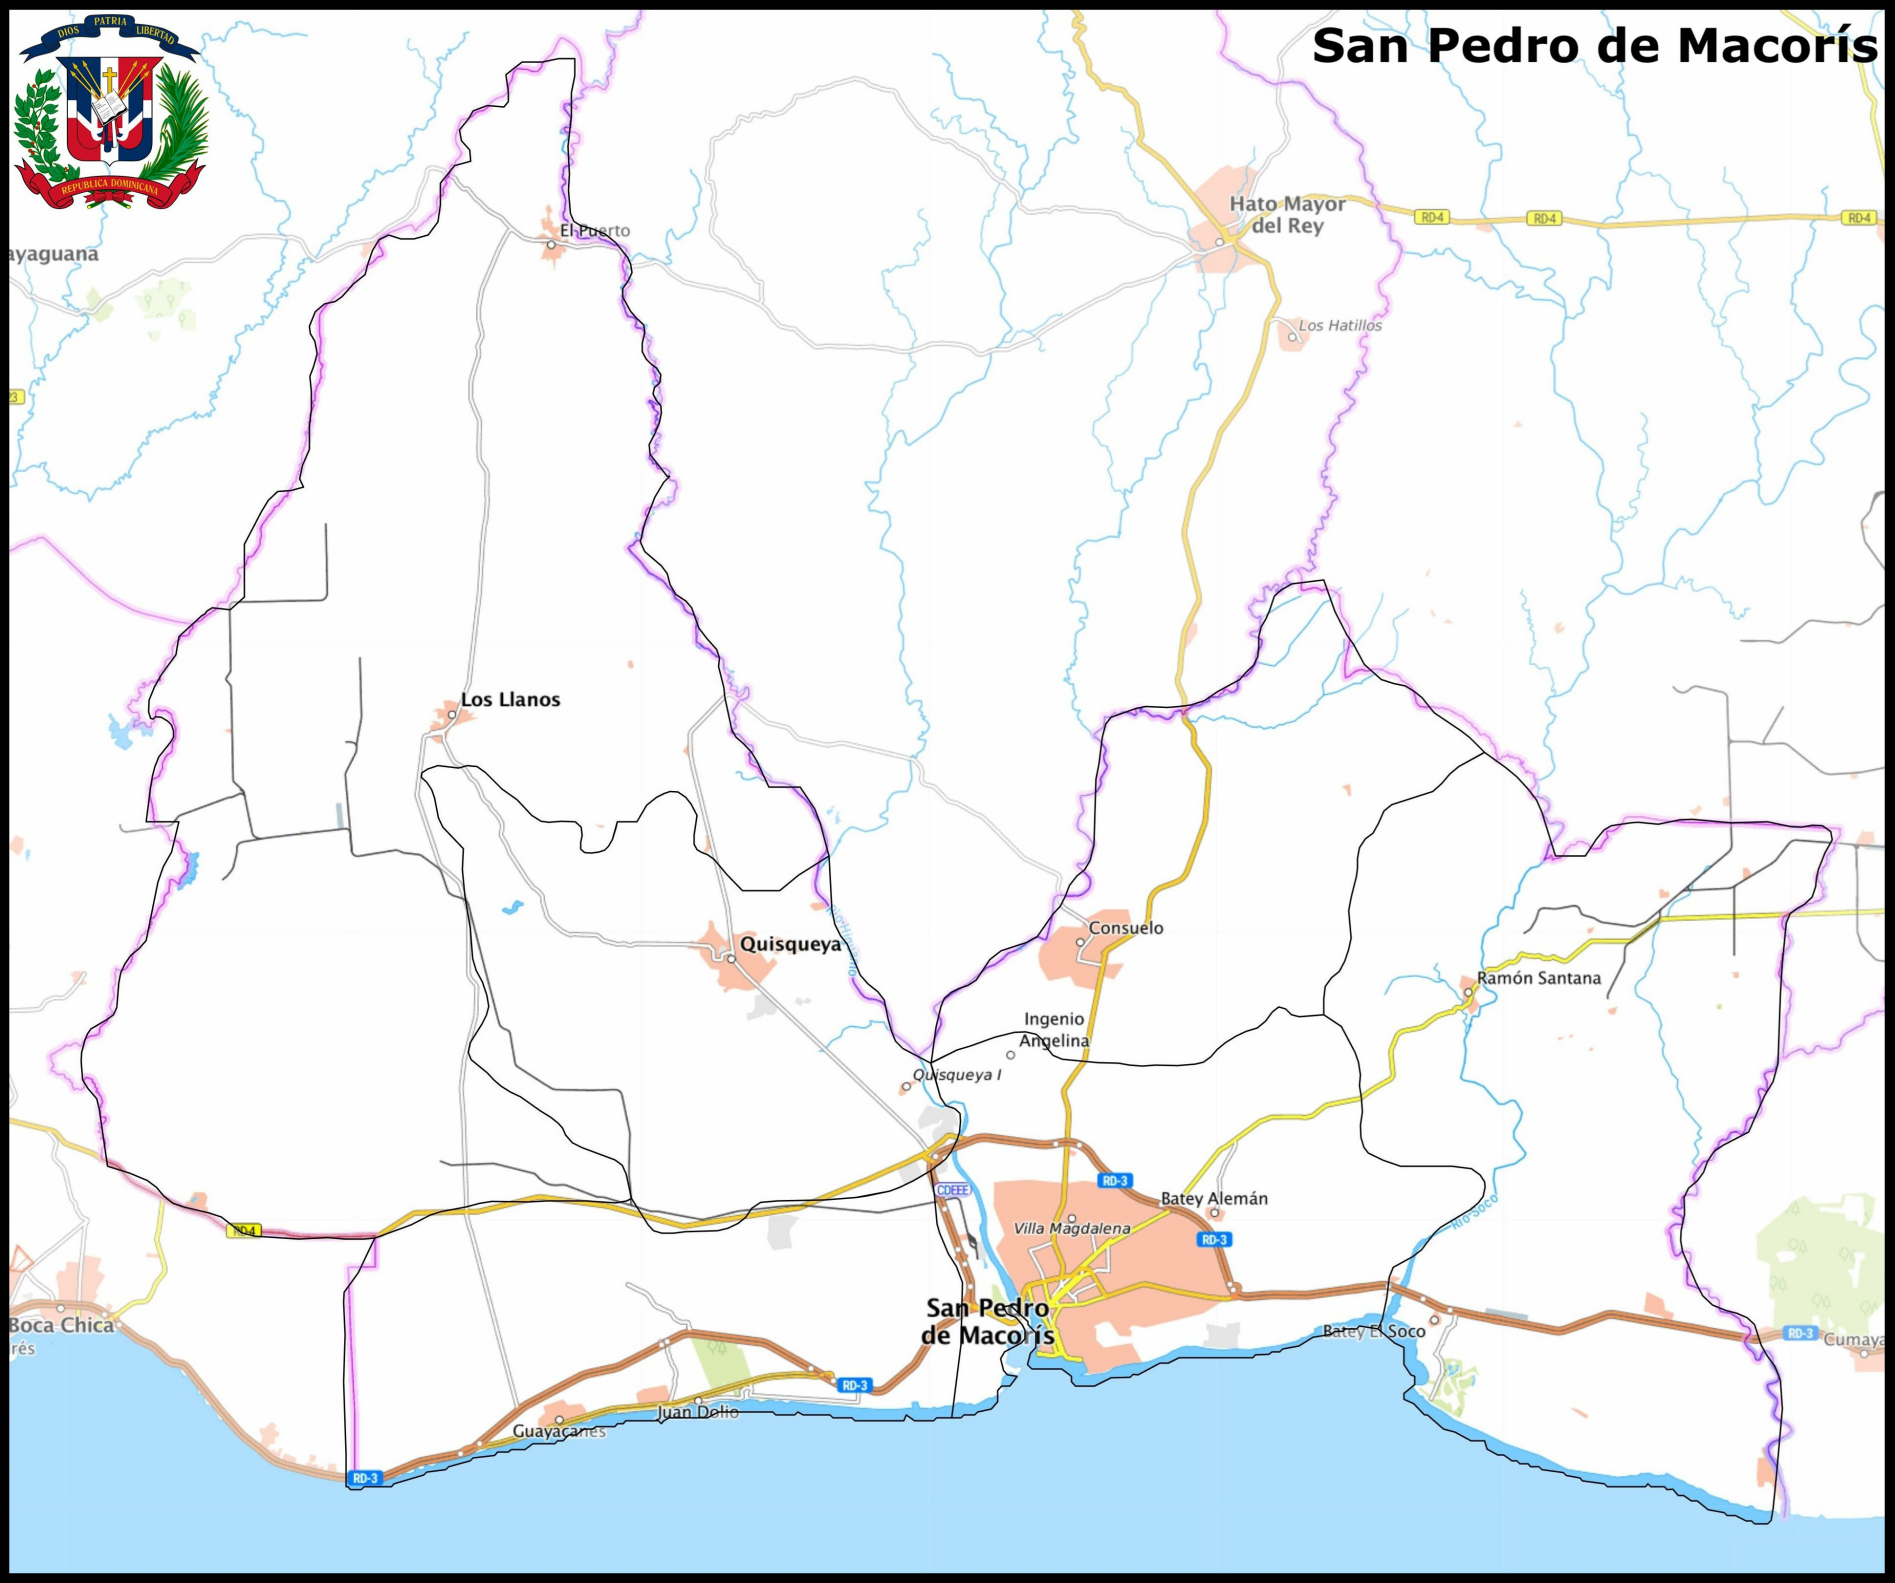 San Pedro de Macorís
DIOS PATRIA LIBERTAD
REPUBLICA DOMINICANA
El Puerto
Hato Mayor
del Rey
RD-4
RD-4
RD-4
ayaguana
Los Hatillos
23
Los Llanos
Quisqueya
Consuelo
Ramón Santana
Ingenio
Angelina
Quisqueya I
CDEEE
RD-3
Batey Alemán
Villa Magdalena
RD-3
Río Soco
RD-4
San Pedro
de Macorís
Boca Chica
rés
Batey El Soco
RD-3
Cumaya
RD-3
Juan Dolio
Guayacanes
RD-3